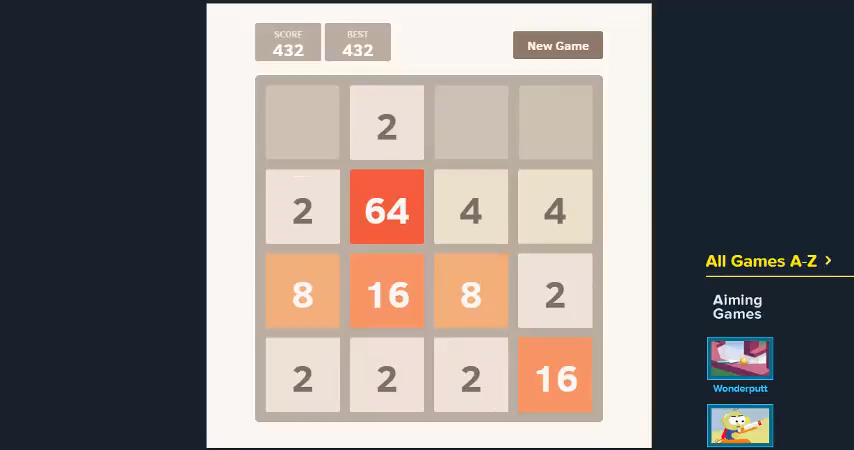 SCORE
432
BEST
432
New Game
2
2 64 4 4
8 16 8 2
2 2 2 16
All Games A-Z >
Aiming
Games
Wonderputt